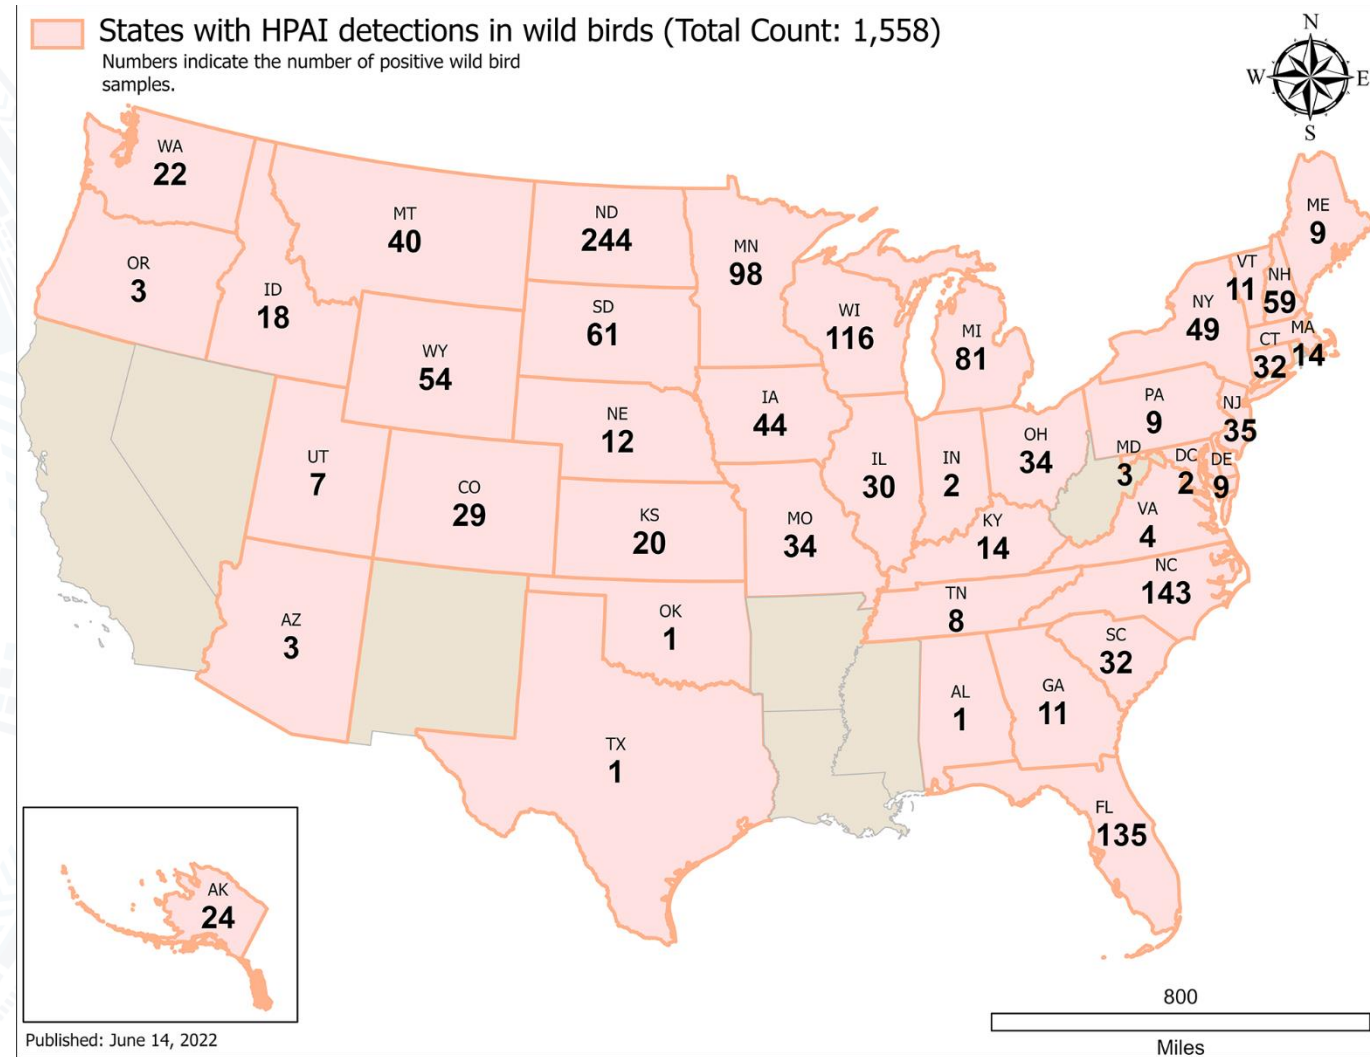 States with HPAI detections in wild birds (Total Count: 1,558)
Numbers indicate the number of positive wild bird
samples.
N
W
E
S
WA
22
MT
40
ND
244
MN
98
ME
9
OR
3
ID
18
SD
61
WI
116
MI
81
NY
49
VT
11
NH
59
MA
14
CT
32
WY
54
NE
12
IA
44
PA
9
NJ
35
UT
7
CO
29
KS
20
MO
34
IL
30
IN
2
OH
34
MD
3
DC
2
DE
9
KY
14
VA
4
NC
143
AZ
3
OK
1
TN
8
SC
32
TX
1
AL
1
GA
11
FL
135
AK
24
800
Miles
Published: June 14, 2022